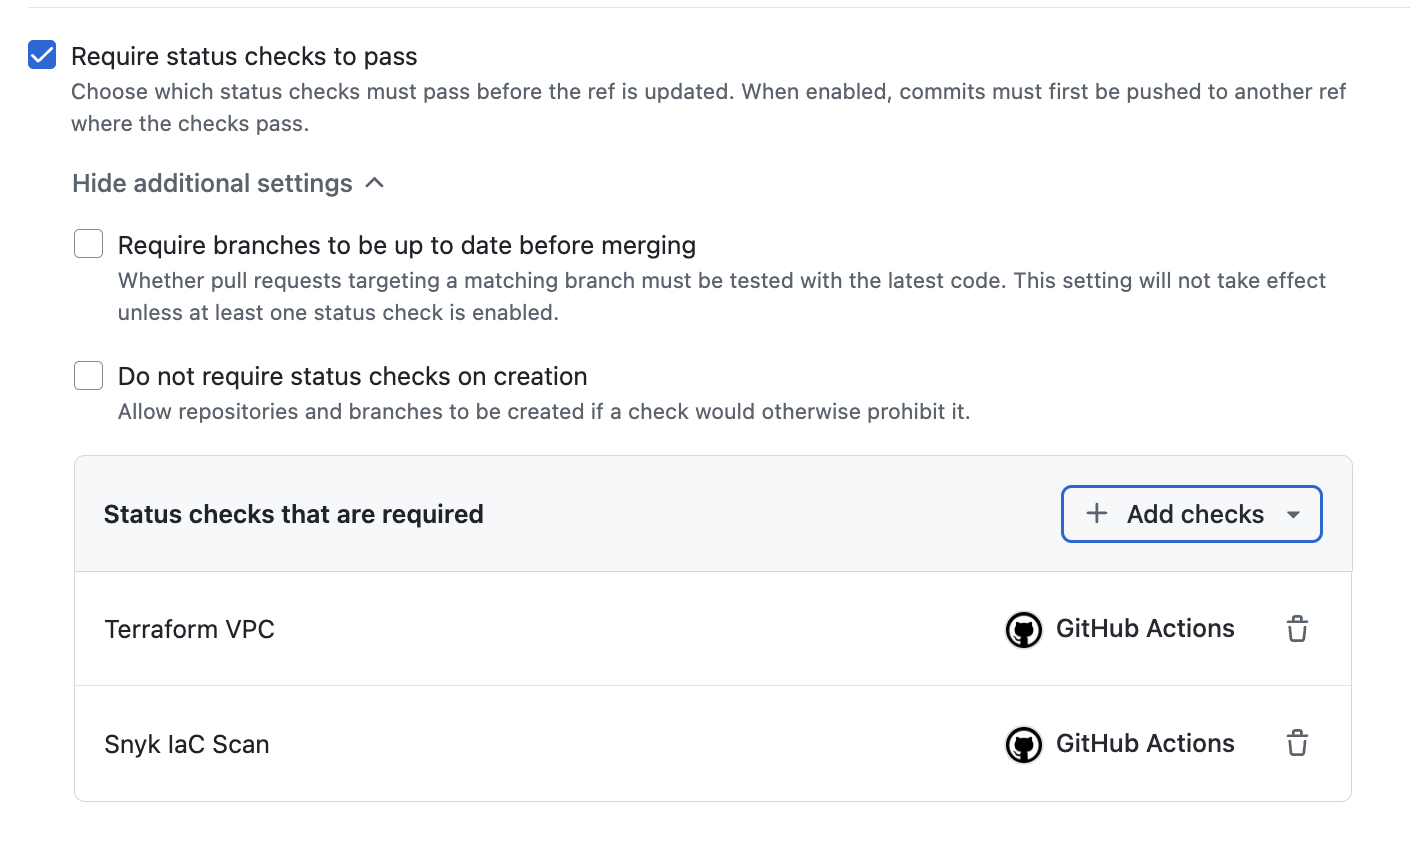 Require status checks to pass
Choose which status checks must pass before the ref is updated. When enabled, commits must first be pushed to another ref
where the checks pass.
Hide additional settings
Require branches to be up to date before merging
Whether pull requests targeting a matching branch must be tested with the latest code. This setting will not take effect
unless at least one status check is enabled.
Do not require status checks on creation
Allow repositories and branches to be created if a check would otherwise prohibit it.
Status checks that are required
Add checks
Terraform VPC
GitHub Actions
Snyk IaC Scan
GitHub Actions